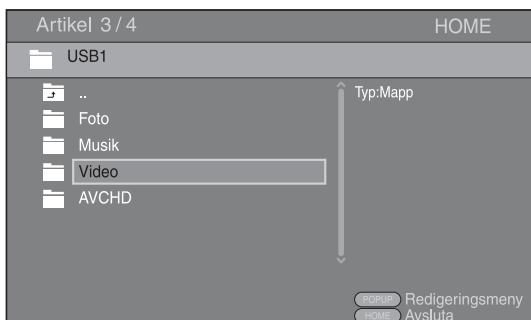 Artikel 3 / 4 HOME
USB1
..
Typ:Mapp
Foto
Musik
Video
AVCHD
POPUP Redigeringsmeny
HOME Avsluta